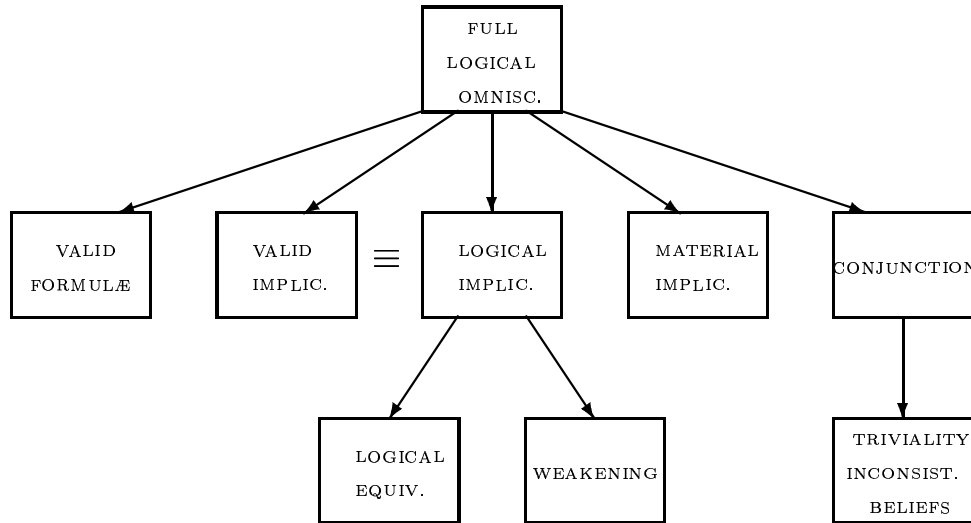 FULL
LOGICAL
OMNISC.
VALID
FORMULÆ
VALID
IMPLIC.
≡
LOGICAL
IMPLIC.
MATERIAL
IMPLIC.
CONJUNCTION
LOGICAL
EQUIV.
WEAKENING
TRIVIALITY
INCONSIST.
BELIEFS